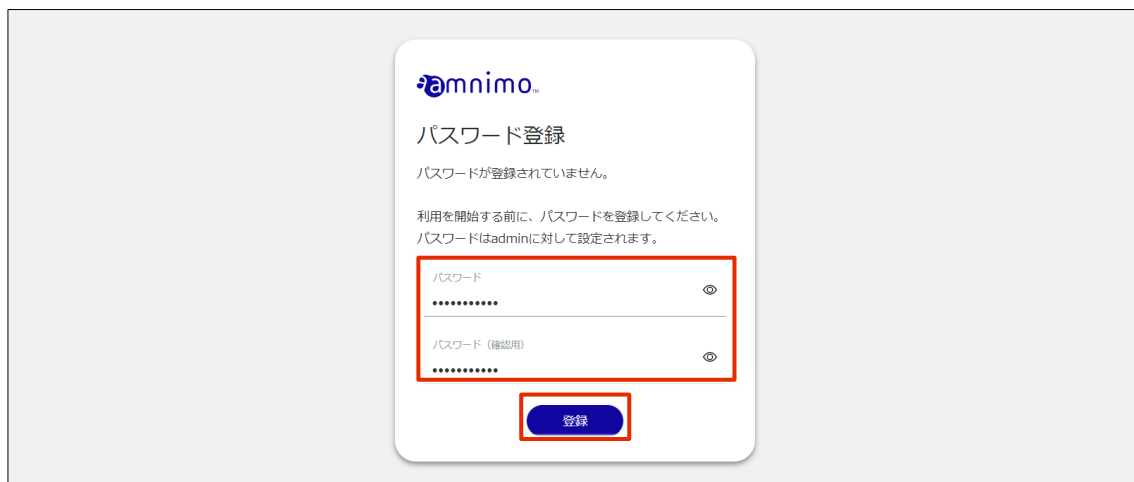 amnimo™
パスワード登録
パスワードが登録されていません。
利用を開始する前に、パスワードを登録してください。
パスワードはadminに対して設定されます。
パスワード
•••••••••••
パスワード（確認用）
•••••••••••
登録